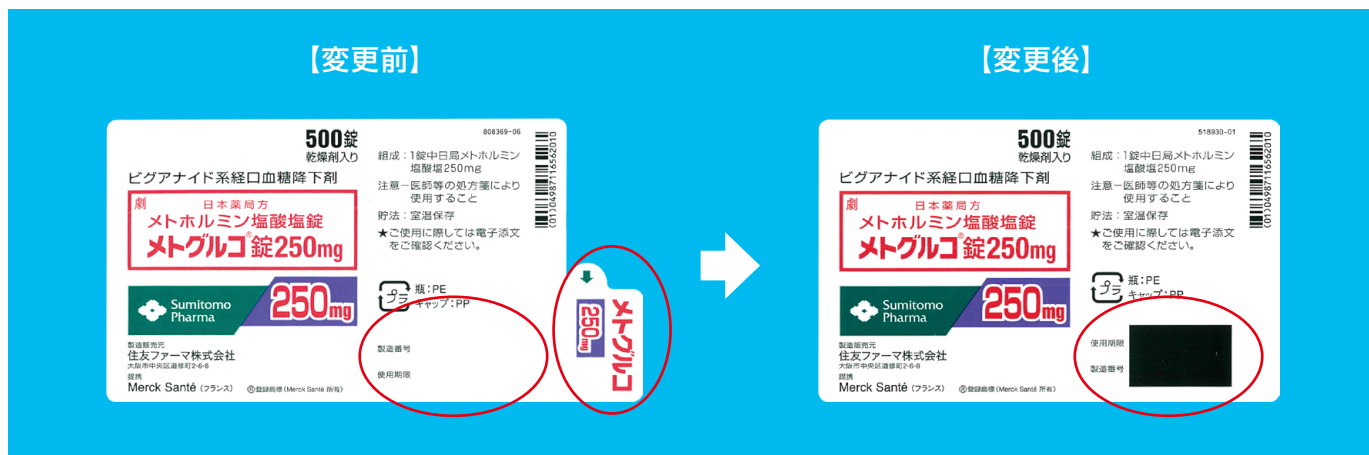 【変更前】
500錠
乾燥剤入り
ビグアナイド系経口血糖降下剤
劇
日本薬局方
メトホルミン塩酸塩錠
メトグルコ®錠250mg
Sumitomo
Pharma
250mg
製造販売元
住友ファーマ株式会社
大阪市中央区道修町2-6-8
提携
Merck Santé (フランス)
®登録商標(Merck Santé 所有)
808369-06
組成：1錠中日局メトホルミン
塩酸塩250mg
注意－医師等の処方箋により
使用すること
貯法：室温保存
★ご使用に際しては電子添文
をご確認ください。
プラ
瓶：PE
キャップ：PP
製造番号
使用期限
(01)04987116562010
メトグルコ
250mg
【変更後】
500錠
乾燥剤入り
ビグアナイド系経口血糖降下剤
劇
日本薬局方
メトホルミン塩酸塩錠
メトグルコ®錠250mg
Sumitomo
Pharma
250mg
製造販売元
住友ファーマ株式会社
大阪市中央区道修町2-6-8
提携
Merck Santé (フランス)
®登録商標(Merck Santé 所有)
518930-01
組成：1錠中日局メトホルミン
塩酸塩250mg
注意－医師等の処方箋により
使用すること
貯法：室温保存
★ご使用に際しては電子添文
をご確認ください。
プラ
瓶：PE
キャップ：PP
使用期限
製造番号
(01)04987116562010